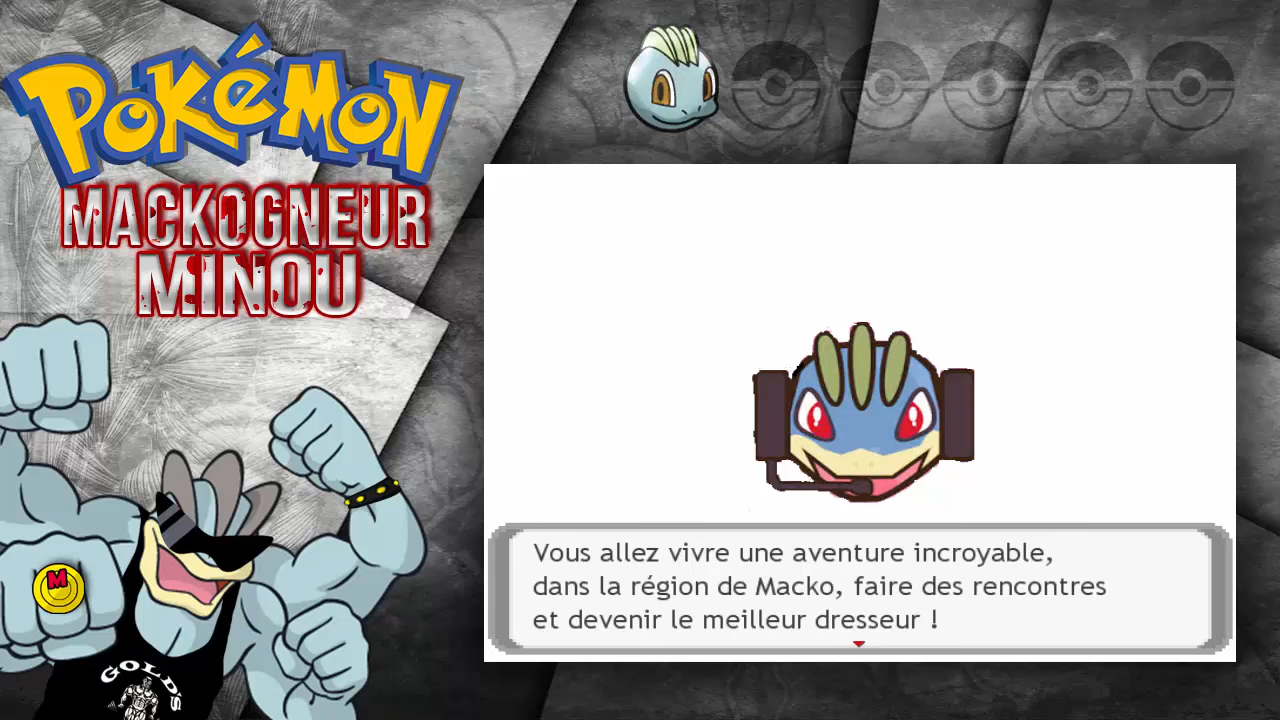 POKéMON
MACKOGNEUR
MINOU
Vous allez vivre une aventure incroyable,
dans la région de Macko, faire des rencontres
et devenir le meilleur dresseur !
M
GOLD'S